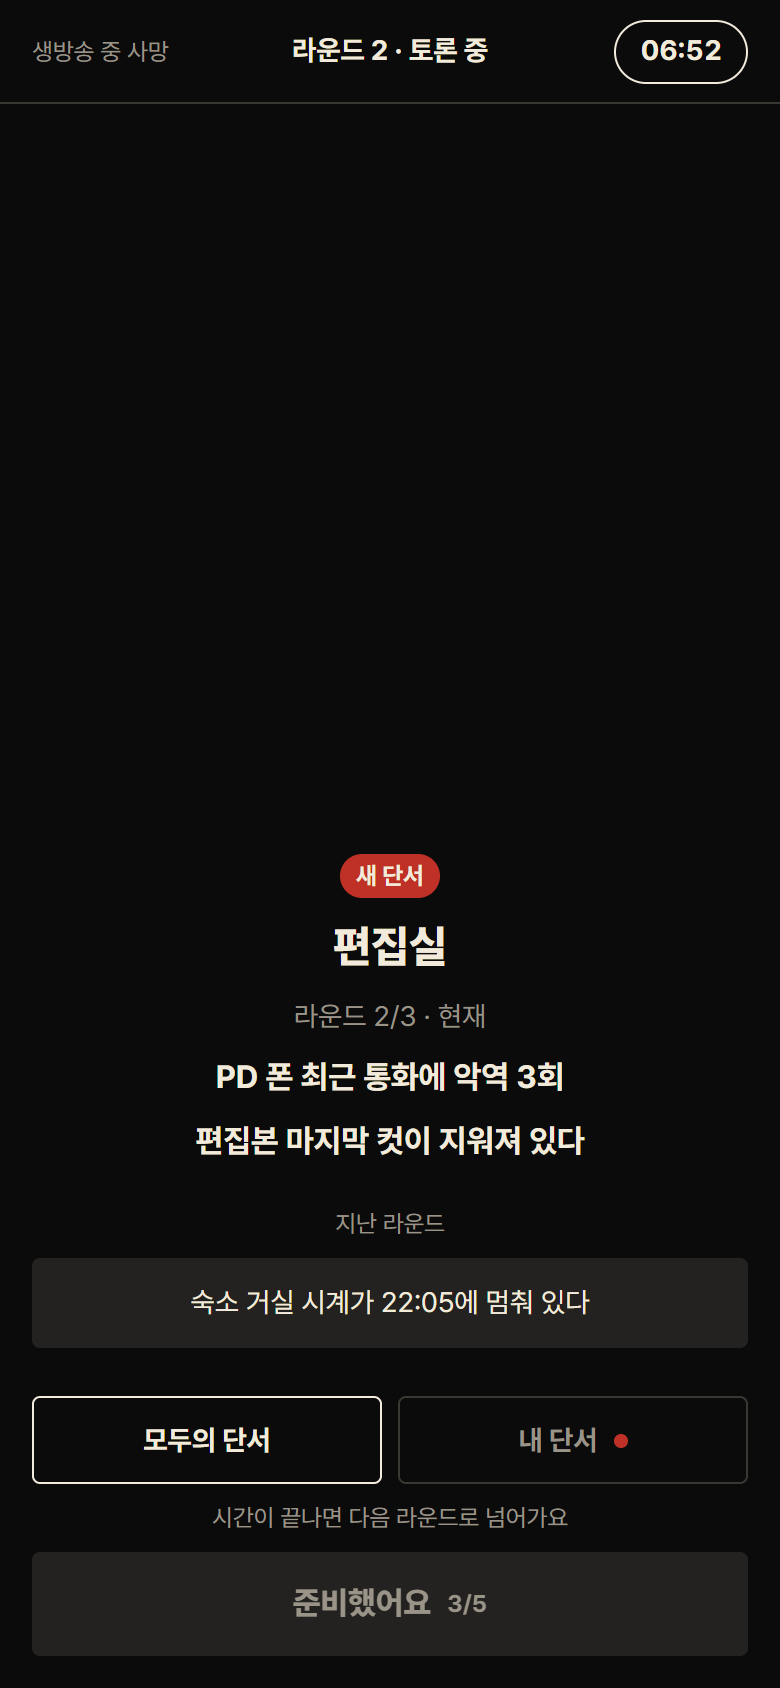 생방송 중 사망
라운드 2 · 토론 중
06:52
새 단서
편집실
라운드 2/3 · 현재
PD 폰 최근 통화에 악역 3회
편집본 마지막 컷이 지워져 있다
지난 라운드
숙소 거실 시계가 22:05에 멈춰 있다
모두의 단서
내 단서
시간이 끝나면 다음 라운드로 넘어가요
준비했어요 3/5